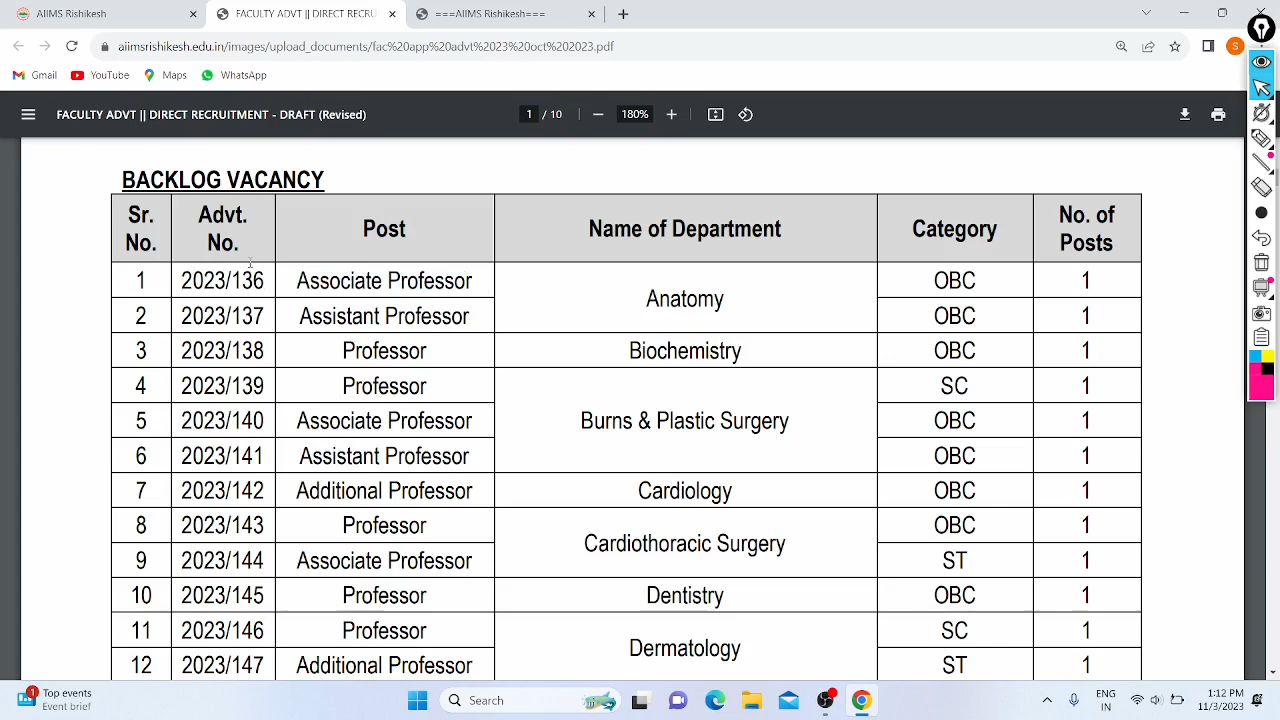 AIIMS Rishikesh
FACULTY ADVT || DIRECT RECRU
===AIIMS Rishikesh===
aiimsrishikesh.edu.in/images/upload_documents/fac%20app%20advt%2023%20oct%202023.pdf
S
Gmail YouTube Maps WhatsApp
FACULTY ADVT || DIRECT RECRUITMENT - DRAFT (Revised) 1 / 10 180%
BACKLOG VACANCY
Sr. No. Advt. No. Post Name of Department Category No. of Posts
1 2023/136 Associate Professor Anatomy OBC 1
2 2023/137 Assistant Professor OBC 1
3 2023/138 Professor Biochemistry OBC 1
4 2023/139 Professor SC 1
5 2023/140 Associate Professor Burns & Plastic Surgery OBC 1
6 2023/141 Assistant Professor OBC 1
7 2023/142 Additional Professor Cardiology OBC 1
8 2023/143 Professor Cardiothoracic Surgery OBC 1
9 2023/144 Associate Professor ST 1
10 2023/145 Professor Dentistry OBC 1
11 2023/146 Professor Dermatology SC 1
12 2023/147 Additional Professor ST 1
1 Top events
Event brief
Search
ENG
IN
1:12 PM
11/3/2023